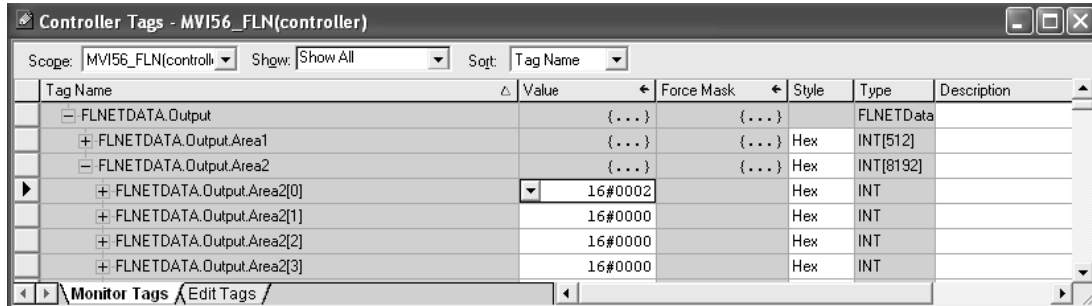 Controller Tags - MVI56_FLN(controller)
Scope: MVI56_FLN(controlle Show: Show All Sort: Tag Name
Tag Name Value Force Mask Style Type Description
FLNETDATA.Output {...} {...} FLNETData
FLNETDATA.Output.Area1 {...} {...} Hex INT[512]
FLNETDATA.Output.Area2 {...} {...} Hex INT[8192]
FLNETDATA.Output.Area2[0] 16#0002 Hex INT
FLNETDATA.Output.Area2[1] 16#0000 Hex INT
FLNETDATA.Output.Area2[2] 16#0000 Hex INT
FLNETDATA.Output.Area2[3] 16#0000 Hex INT
Monitor Tags Edit Tags